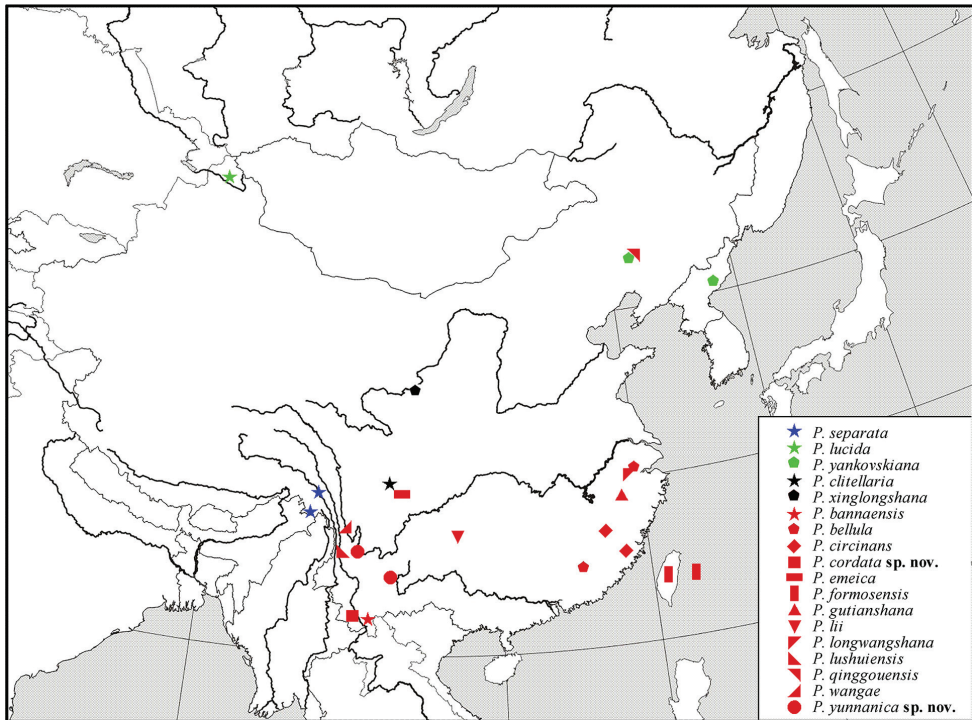 P. separata
P. lucida
P. yankovskiana
P. clitellaria
P. xinglongshana
P. bannaensis
P. bellula
P. circinans
P. cordata sp. nov.
P. emeica
P. formosensis
P. gutianshana
P. lii
P. longwangshana
P. lushuiensis
P. qinggouensis
P. wangae
P. yunnanica sp. nov.